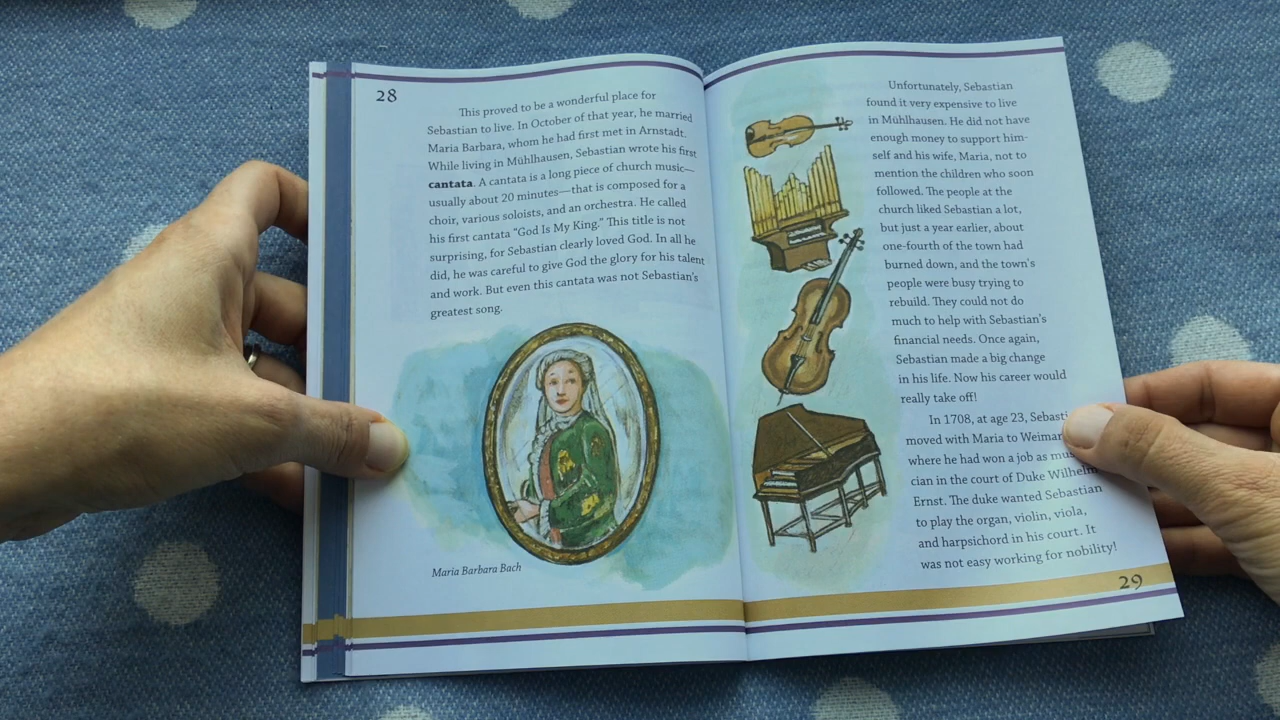 28
This proved to be a wonderful place for
Sebastian to live. In October of that year, he married
Maria Barbara, whom he had first met in Arnstadt.
While living in Mühlhausen, Sebastian wrote his first
cantata. A cantata is a long piece of church music—
usually about 20 minutes—that is composed for a
choir, various soloists, and an orchestra. He called
his first cantata “God Is My King.” This title is not
surprising, for Sebastian clearly loved God. In all he
did, he was careful to give God the glory for his talent
and work. But even this cantata was not Sebastian's
greatest song.
Maria Barbara Bach
Unfortunately, Sebastian
found it very expensive to live
in Mühlhausen. He did not have
enough money to support him-
self and his wife, Maria, not to
mention the children who soon
followed. The people at the
church liked Sebastian a lot,
but just a year earlier, about
one-fourth of the town had
burned down, and the town's
people were busy trying to
rebuild. They could not do
much to help with Sebastian's
financial needs. Once again,
Sebastian made a big change
in his life. Now his career would
really take off!
In 1708, at age 23, Sebasti
moved with Maria to Weimar
where he had won a job as mus
cian in the court of Duke Wilhelm
Ernst. The duke wanted Sebastian
to play the organ, violin, viola,
and harpsichord in his court. It
was not easy working for nobility!
29